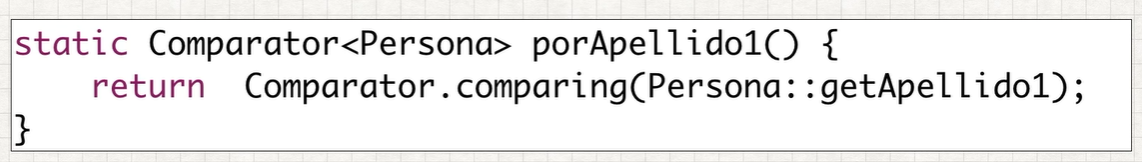 static Comparator<Persona> porApellido1() {
    return  Comparator.comparing(Persona::getApellido1);
}